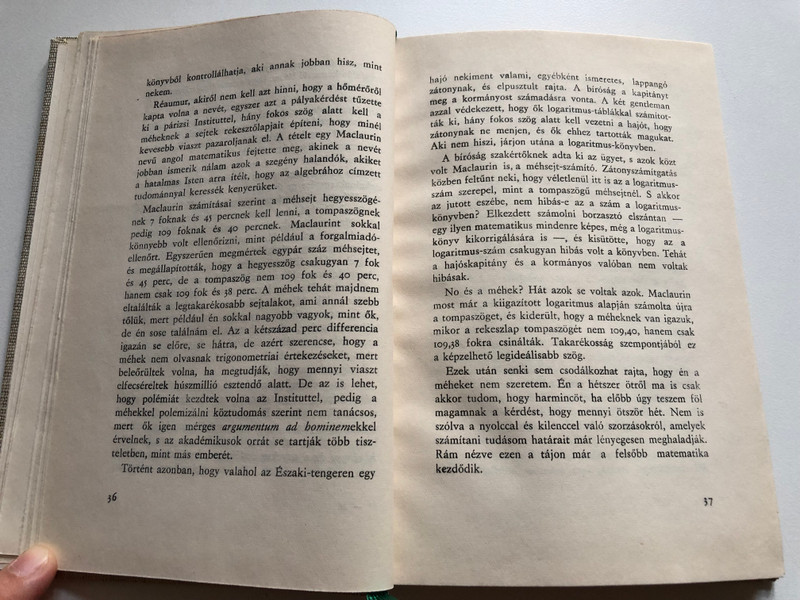 könyvből kontrollálhatja, aki annak jobban hisz, mint
nekem.
Réaumur, akiről nem kell azt hinni, hogy a hőmérőről
kapta volna a nevét, egyszer azt a pályakérdést tűzette
ki a párizsi Instituttel, hány fokos szög alatt kell a
méheknek a sejtek rekesztőlapjait építeni, hogy minél
kevesebb viaszt pazaroljanak el. A tételt egy Maclaurin
nevű angol matematikus fejtette meg, akinek a nevét
jobban ismerik nálam azok a szegény halandók, akiket
a hatalmas Isten arra ítélt, hogy az algebrához címzett
tudománnyal keressék kenyerüket.
Maclaurin számításai szerint a méhsejt hegyesszögé-
nek 7 foknak és 45 percnek kell lenni, a tompaszögnek
pedig 109 foknak és 40 percnek. Maclaurint sokkal
könnyebb volt ellenőrizni, mint például a forgalmiadó-
ellenőrt. Egyszerűen megmértek egypár száz méhsejtet,
és megállapították, hogy a hegyesszög csakugyan 7 fok
és 45 perc, de a tompaszög nem 109 fok és 40 perc,
hanem csak 109 fok és 38 perc. A méhek tehát majdnem
eltalálták a legtakarékosabb sejtalakot, ami annál szebb
tőlük, mert például én sokkal nagyobb vagyok, mint ők,
de én sose találnám el. Az a kétszázad perc differencia
igazán se előre, se hátra, de azért szerencse, hogy a
méhek nem olvasnak trigonometriai értekezéseket, mert
beleőrültek volna, ha megtudják, hogy mennyi viaszt
elfecséreltek húszmillió esztendő alatt. De az is lehet,
hogy polémiát kezdtek volna az Instituttel, pedig a
méhekkel polemizálni köztudomás szerint nem tanácsos,
mert ők igen mérges argumentum ad hominemekkel
érvelnek, s az akadémikusok orrát se tartják több tisz-
teletben, mint más emberét.
Történt azonban, hogy valahol az Északi-tengeren egy
36
hajó nekiment valami, egyébként ismeretes, lappangó
zátonynak, és elpusztult rajta. A bíróság a kapitányt
meg a kormányost számadásra vonta. A két gentleman
azzal védekezett, hogy ők logaritmus-táblákkal számítot-
ták ki, hány fokos szög alatt kell vezetni a hajót, hogy
zátonynak ne menjen, és ők ehhez tartották magukat.
Aki nem hiszi, járjon utána a logaritmus-könyvben.
A bíróság szakértőknek adta ki az ügyet, s azok közt
volt Maclaurin is, a méhsejt-számító. Zátonyszámítgatás
közben feltűnt neki, hogy véletlenül itt is az a logaritmus-
szám szerepel, mint a tompaszögű méhsejtnél. S akkor
az jutott eszébe, nem hibás-e az a szám a logaritmus-
könyvben? Elkezdett számolni borzasztó elszántan —
egy ilyen matematikus mindenre képes, még a logaritmus-
könyv kikorrigálására is —, és kisütötte, hogy az a
logaritmus-szám csakugyan hibás volt a könyvben. Tehát
a hajóskapitány és a kormányos valóban nem voltak
hibásak.
No és a méhek? Hát azok se voltak azok. Maclaurin
most már a kiigazított logaritmus alapján számolta újra
a tompaszöget, és kiderült, hogy a méheknek van igazuk,
mikor a rekeszlap tompaszögét nem 109,40, hanem csak
109,38 fokra csinálták. Takarékosság szempontjából ez
a képzelhető legideálisabb szög.
Ezek után senki sem csodálkozhat rajta, hogy én a
méheket nem szeretem. Én a hétszer ötről ma is csak
akkor tudom, hogy harmincöt, ha előbb úgy teszem föl
magamnak a kérdést, hogy mennyi ötször hét. Nem is
szólva a nyolccal és kilenccel való szorzásokról, amelyek
számítani tudásom határait már lényegesen meghaladják.
Rám nézve ezen a tájon már a felsőbb matematika
kezdődik.
37